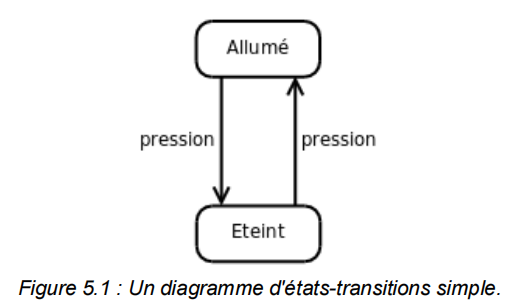 Allumé
pression pression
Eteint
Figure 5.1 : Un diagramme d'états-transitions simple.